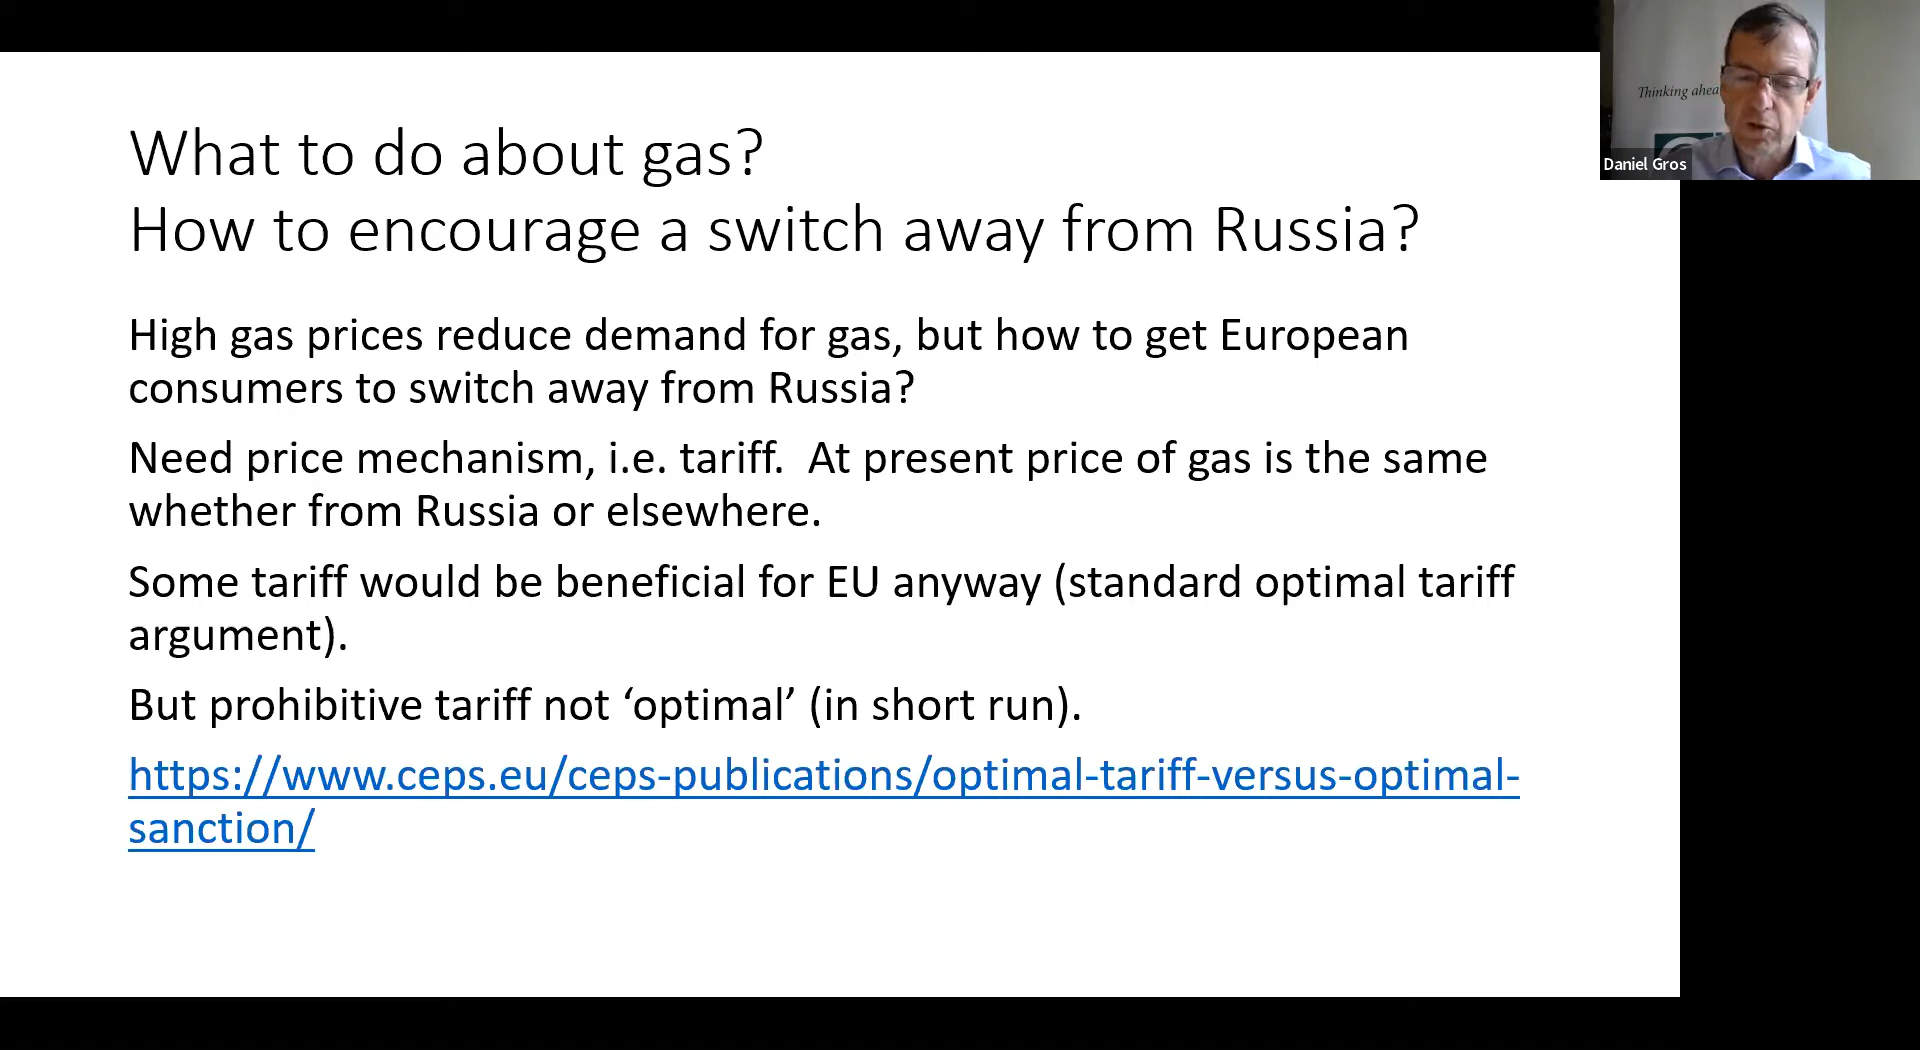 What to do about gas?
How to encourage a switch away from Russia?
High gas prices reduce demand for gas, but how to get European
consumers to switch away from Russia?
Need price mechanism, i.e. tariff.  At present price of gas is the same
whether from Russia or elsewhere.
Some tariff would be beneficial for EU anyway (standard optimal tariff
argument).
But prohibitive tariff not ‘optimal’ (in short run).
https://www.ceps.eu/ceps-publications/optimal-tariff-versus-optimal-
sanction/
Thinking
Daniel Gros